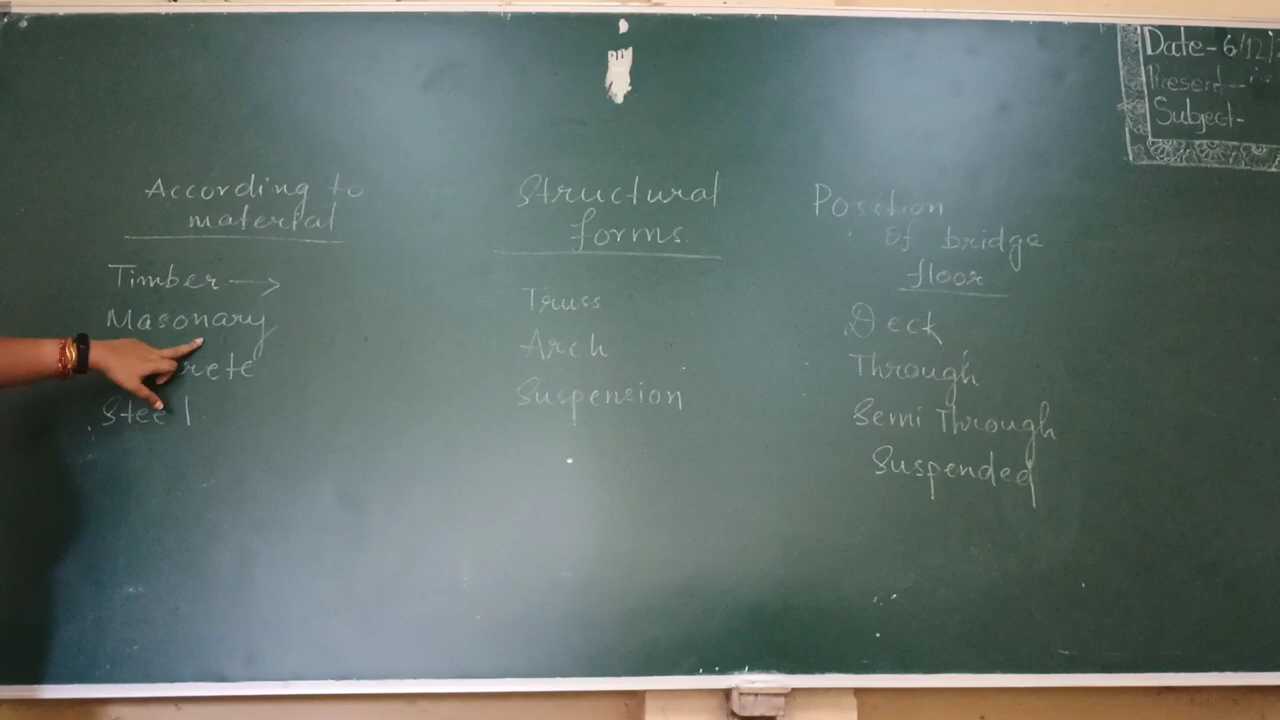 According to
material
Timber →
Masonary
rete
Steel
Structural
forms.
Truss
Arch
Suspension
Position
of bridge
floor
Deck
Through
Semi Through
Suspended
Date - 6/12/
Present -
Subject -